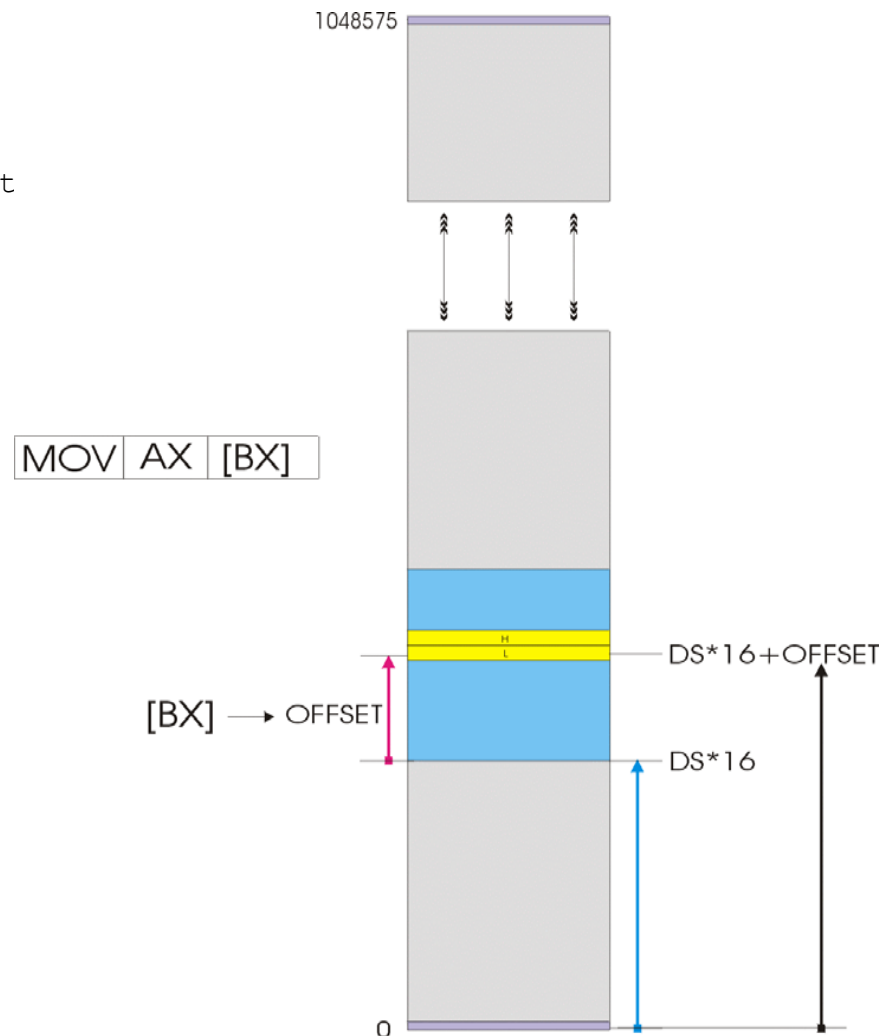 1048575
t
MOV AX [BX]
H
L
DS*16+OFFSET
[BX] OFFSET
DS*16
0